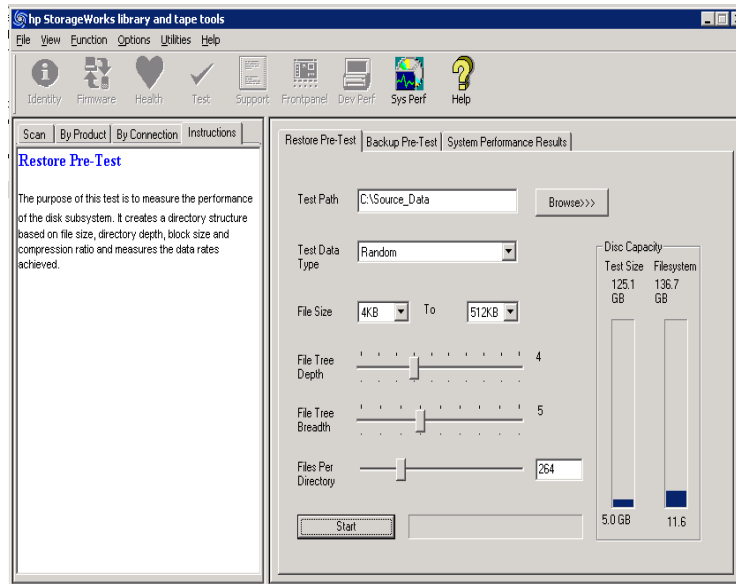 hp StorageWorks library and tape tools
File View Function Options Utilities Help
Identity Firmware Health Test Support Frontpanel Dev Perf Sys Perf Help
Scan By Product By Connection Instructions
Restore Pre-Test
The purpose of this test is to measure the performance
of the disk subsystem. It creates a directory structure
based on file size, directory depth, block size and
compression ratio and measures the data rates
achieved.
Restore Pre-Test Backup Pre-Test System Performance Results
Test Path C:\Source_Data Browse>>>
Test Data
Type
Random
File Size 4KB To 512KB
File Tree
Depth
4
File Tree
Breadth
5
Files Per
Directory
264
Start
Disc Capacity
Test Size Filesystem
125.1
GB
136.7
GB
5.0 GB 11.6